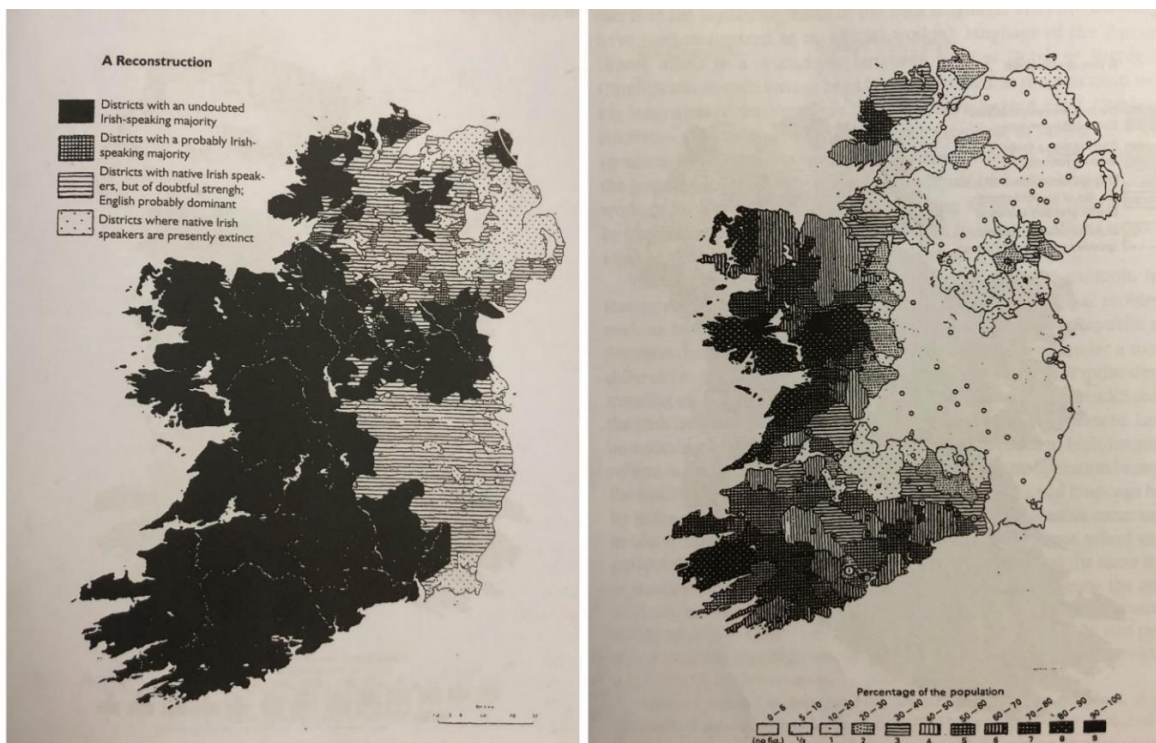 A Reconstruction
Districts with an undoubted
Irish-speaking majority
Districts with a probably Irish-
speaking majority
Districts with native Irish speak-
ers, but of doubtful strengh;
English probably dominant
Districts where native Irish
speakers are presently extinct
Percentage of the population
5-10
10-20
20-30
30-40
40-50
50-60
60-70
70-80
80-90
90-100
(no fig.)
½
1
2
3
4
5
6
7
8
9